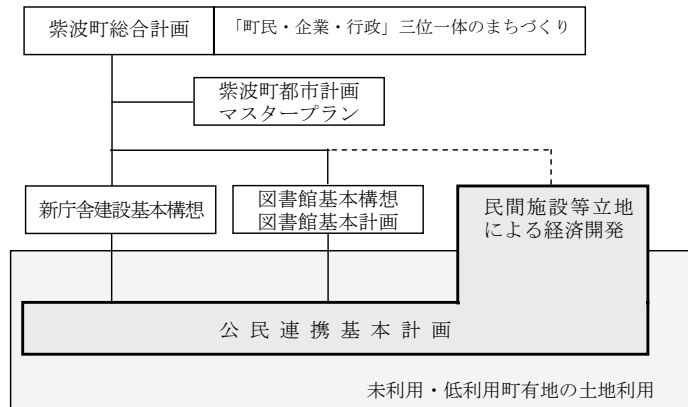 紫波町総合計画
「町民・企業・行政」三位一体のまちづくり
紫波町都市計画
マスタープラン
新庁舎建設基本構想
図書館基本構想
図書館基本計画
民間施設等立地
による経済開発
公民連携基本計画
未利用・低利用町有地の土地利用